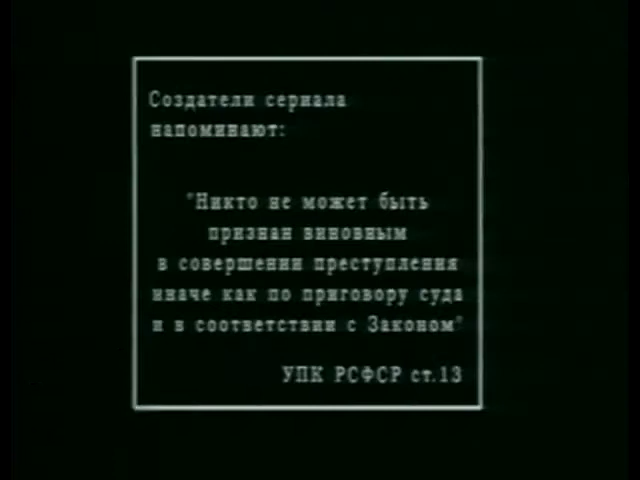 Создатели сериала
напоминают:
"Никто не может быть
признан виновным
в совершении преступления
иначе как по приговору суда
и в соответствии с Законом"
УПК РСФСР ст.13